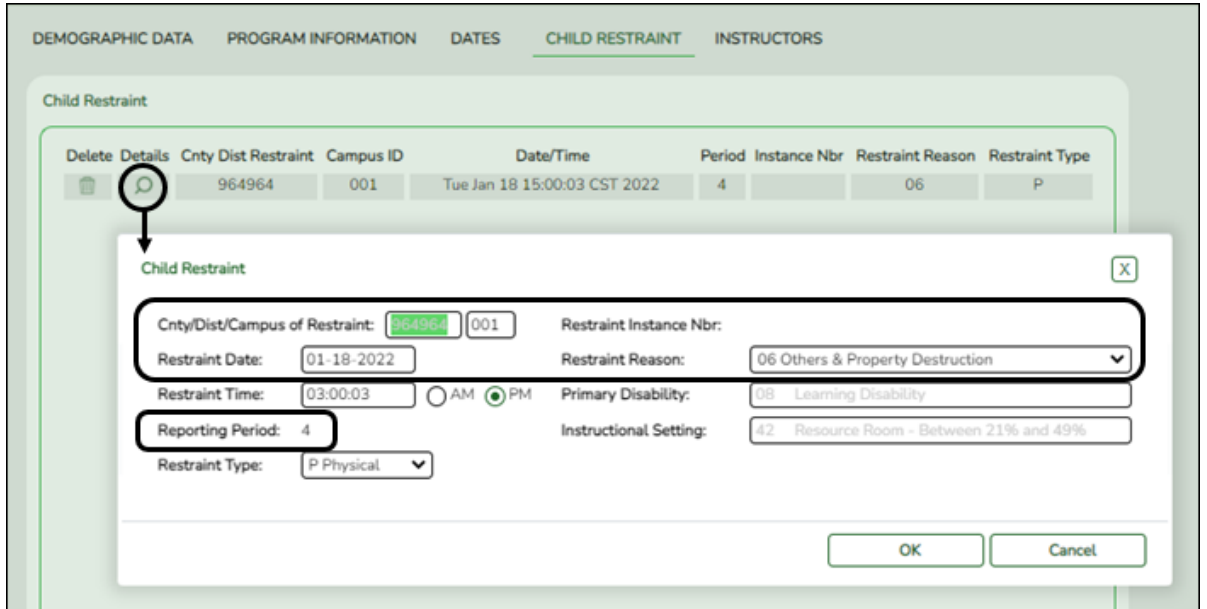 DEMOGRAPHIC DATA PROGRAM INFORMATION DATES CHILD RESTRAINT INSTRUCTORS
Child Restraint
Delete Details Cnty Dist Restraint Campus ID Date/Time Period Instance Nbr Restraint Reason Restraint Type
964964 001 Tue Jan 18 15:00:03 CST 2022 4 06 P
Child Restraint X
Cnty/Dist/Campus of Restraint: 964964 001 Restraint Instance Nbr:
Restraint Date: 01-18-2022 Restraint Reason: 06 Others & Property Destruction
Restraint Time: 03:00:03 AM PM Primary Disability: 08 Learning Disability
Reporting Period: 4 Instructional Setting: 42 Resource Room - Between 21% and 49%
Restraint Type: P Physical
OK Cancel